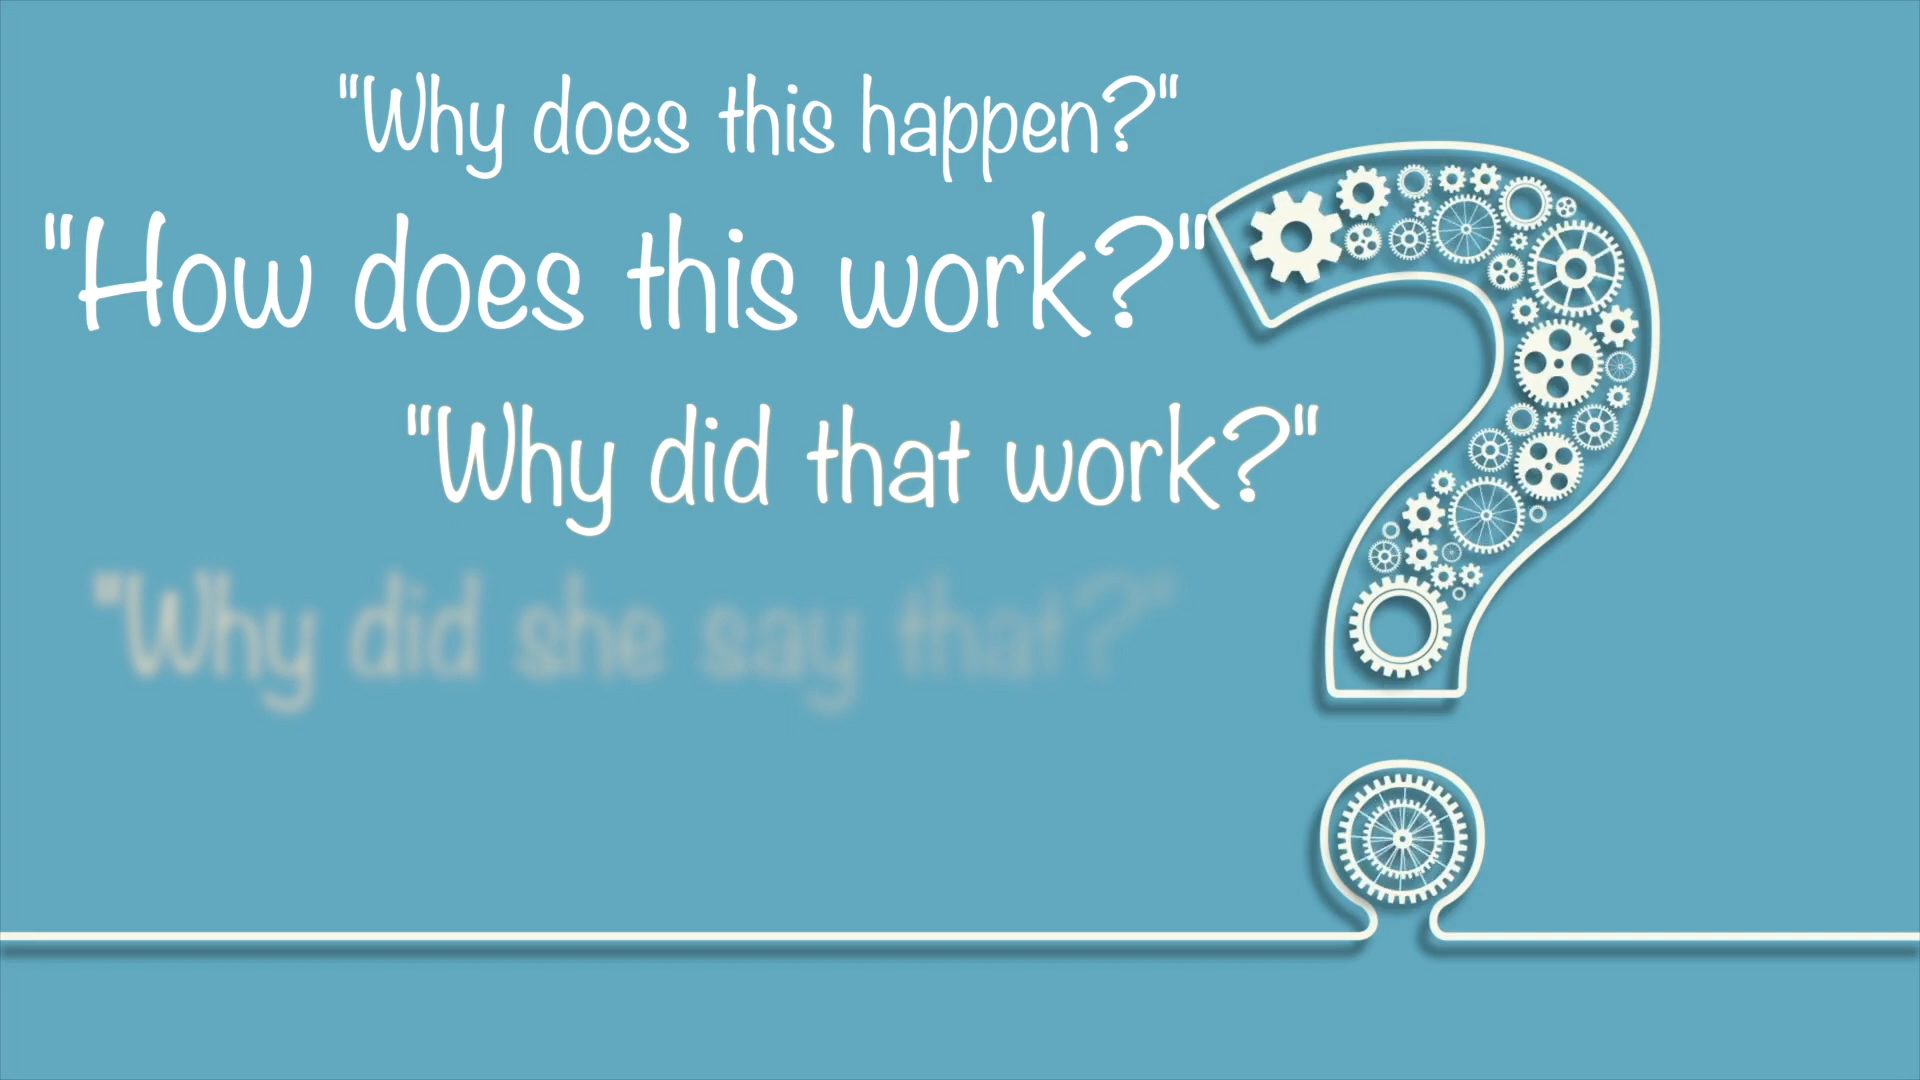 "Why does this happen?"
"How does this work?"
"Why did that work?"
"Why did she say that?"